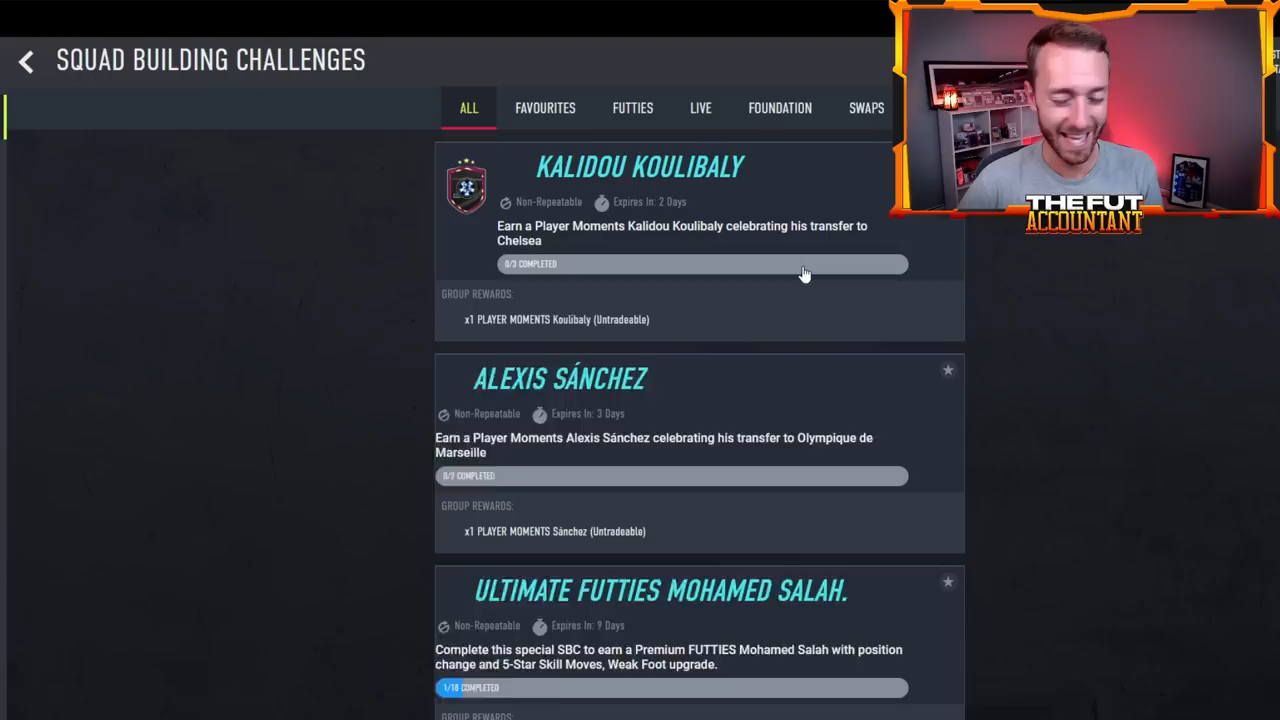 SQUAD BUILDING CHALLENGES
ALL FAVOURITES FUTTIES LIVE FOUNDATION SWAPS
THE FUT
ACCOUNTANT
KALIDOU KOULIBALY
Non-Repeatable Expires In: 2 Days
Earn a Player Moments Kalidou Koulibaly celebrating his transfer to
Chelsea
0/3 COMPLETED
GROUP REWARDS:
x1 PLAYER MOMENTS Koulibaly (Untradeable)
ALEXIS SÁNCHEZ
Non-Repeatable Expires In: 3 Days
Earn a Player Moments Alexis Sánchez celebrating his transfer to Olympique de
Marseille
0/2 COMPLETED
GROUP REWARDS:
x1 PLAYER MOMENTS Sánchez (Untradeable)
ULTIMATE FUTTIES MOHAMED SALAH.
Non-Repeatable Expires In: 9 Days
Complete this special SBC to earn a Premium FUTTIES Mohamed Salah with position
change and 5-Star Skill Moves, Weak Foot upgrade.
COMPLETED
GROUP REWARDS: